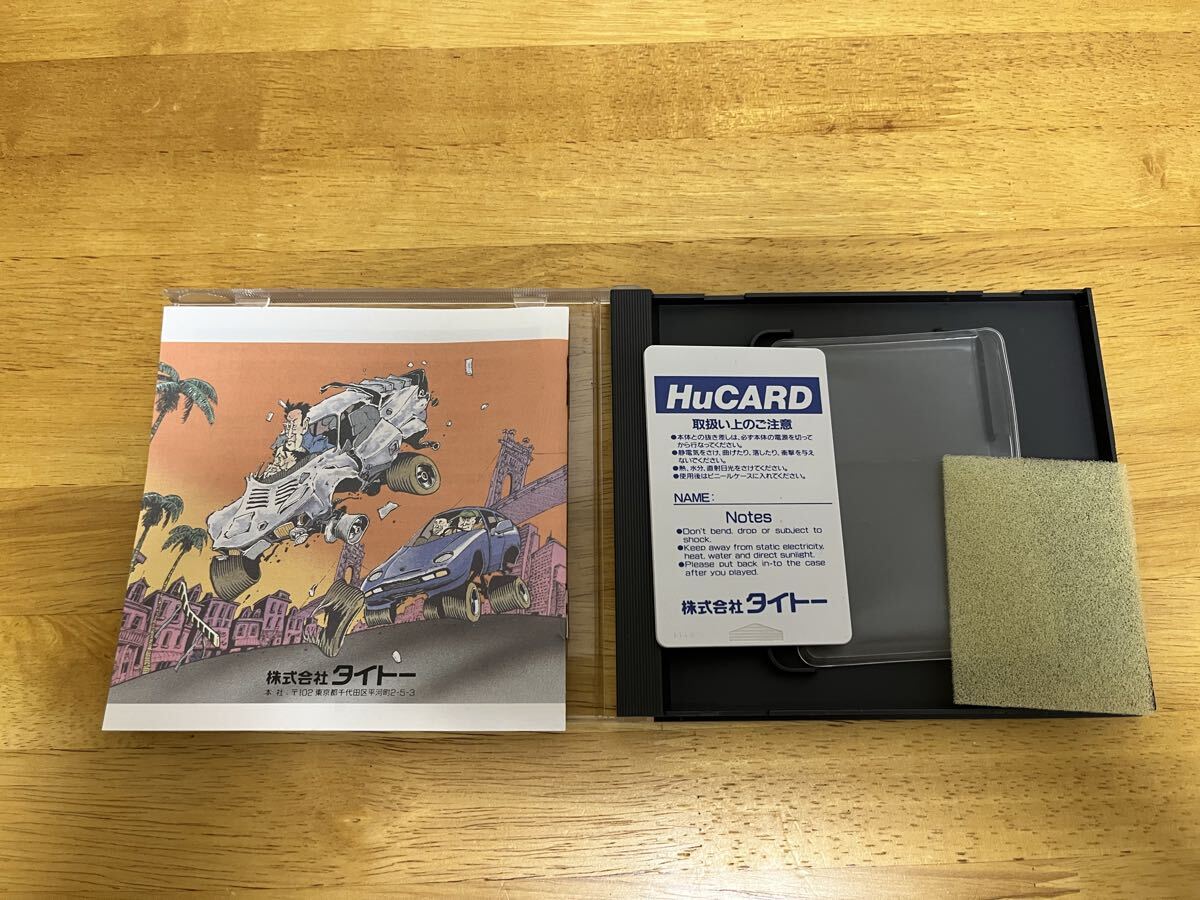 株式会社 タイトー
本 社:〒102 東京都千代田区平河町2-5-3
HuCARD
取扱い上のご注意
●本体との抜き差しは、必ず本体の電源を切って
から行なってください。
●静電気をさけ、曲げたり、落したり、衝撃を与え
ないでください。
●熱、水分、直射日光をさけてください。
●使用後はビニールケースに入れてください。
NAME:
Notes
●Don't bend, drop or subject to
shock.
●Keep away from static electricity,
heat, water and direct sunlight.
●Please put back in-to the case
after you played.
株式会社 タイトー